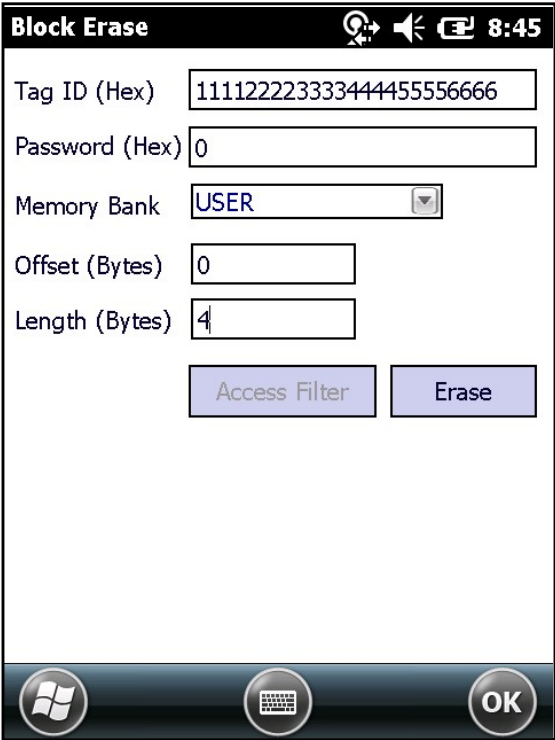 Block Erase 8:45
Tag ID (Hex) 111122223333444455556666
Password (Hex) 0
Memory Bank USER
Offset (Bytes) 0
Length (Bytes) 4
Access Filter Erase
OK